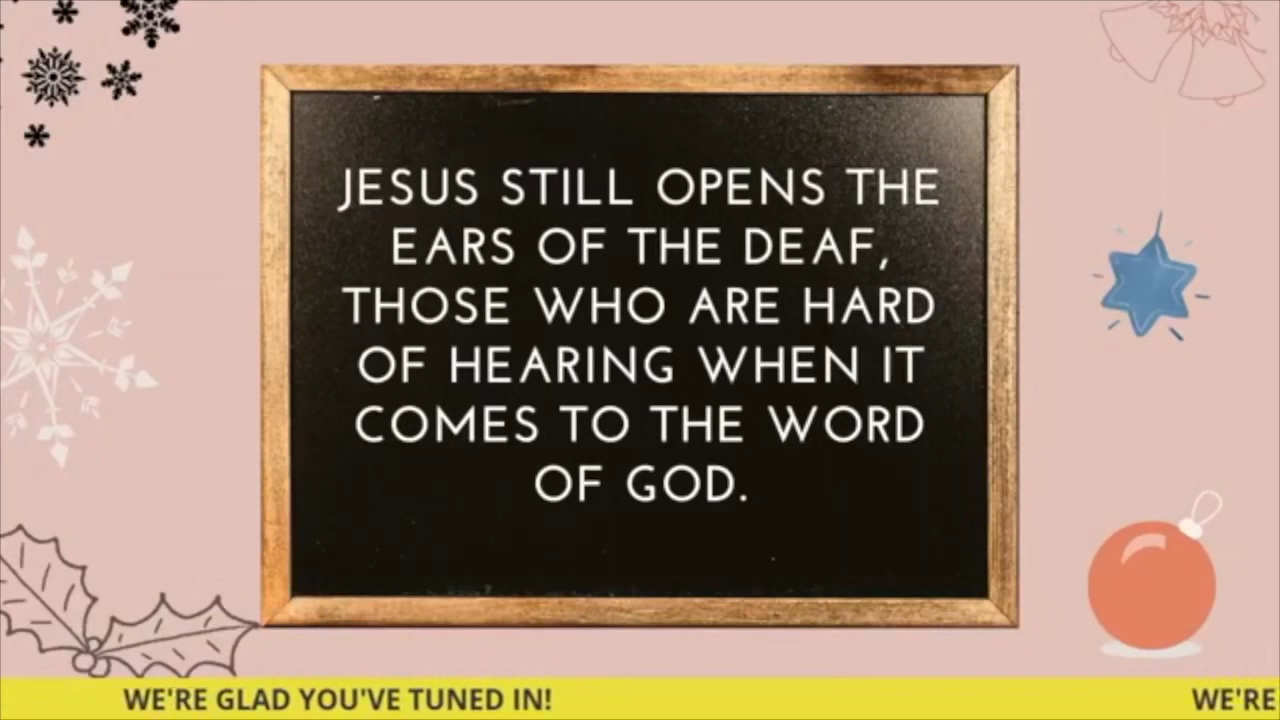 JESUS STILL OPENS THE
EARS OF THE DEAF,
THOSE WHO ARE HARD
OF HEARING WHEN IT
COMES TO THE WORD
OF GOD.
WE'RE GLAD YOU'VE TUNED IN! WE'RE